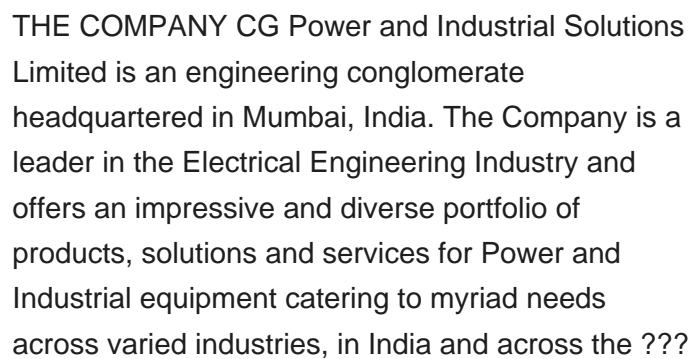 THE COMPANY CG Power and Industrial Solutions
Limited is an engineering conglomerate
headquartered in Mumbai, India. The Company is a
leader in the Electrical Engineering Industry and
offers an impressive and diverse portfolio of
products, solutions and services for Power and
Industrial equipment catering to myriad needs
across varied industries, in India and across the ???